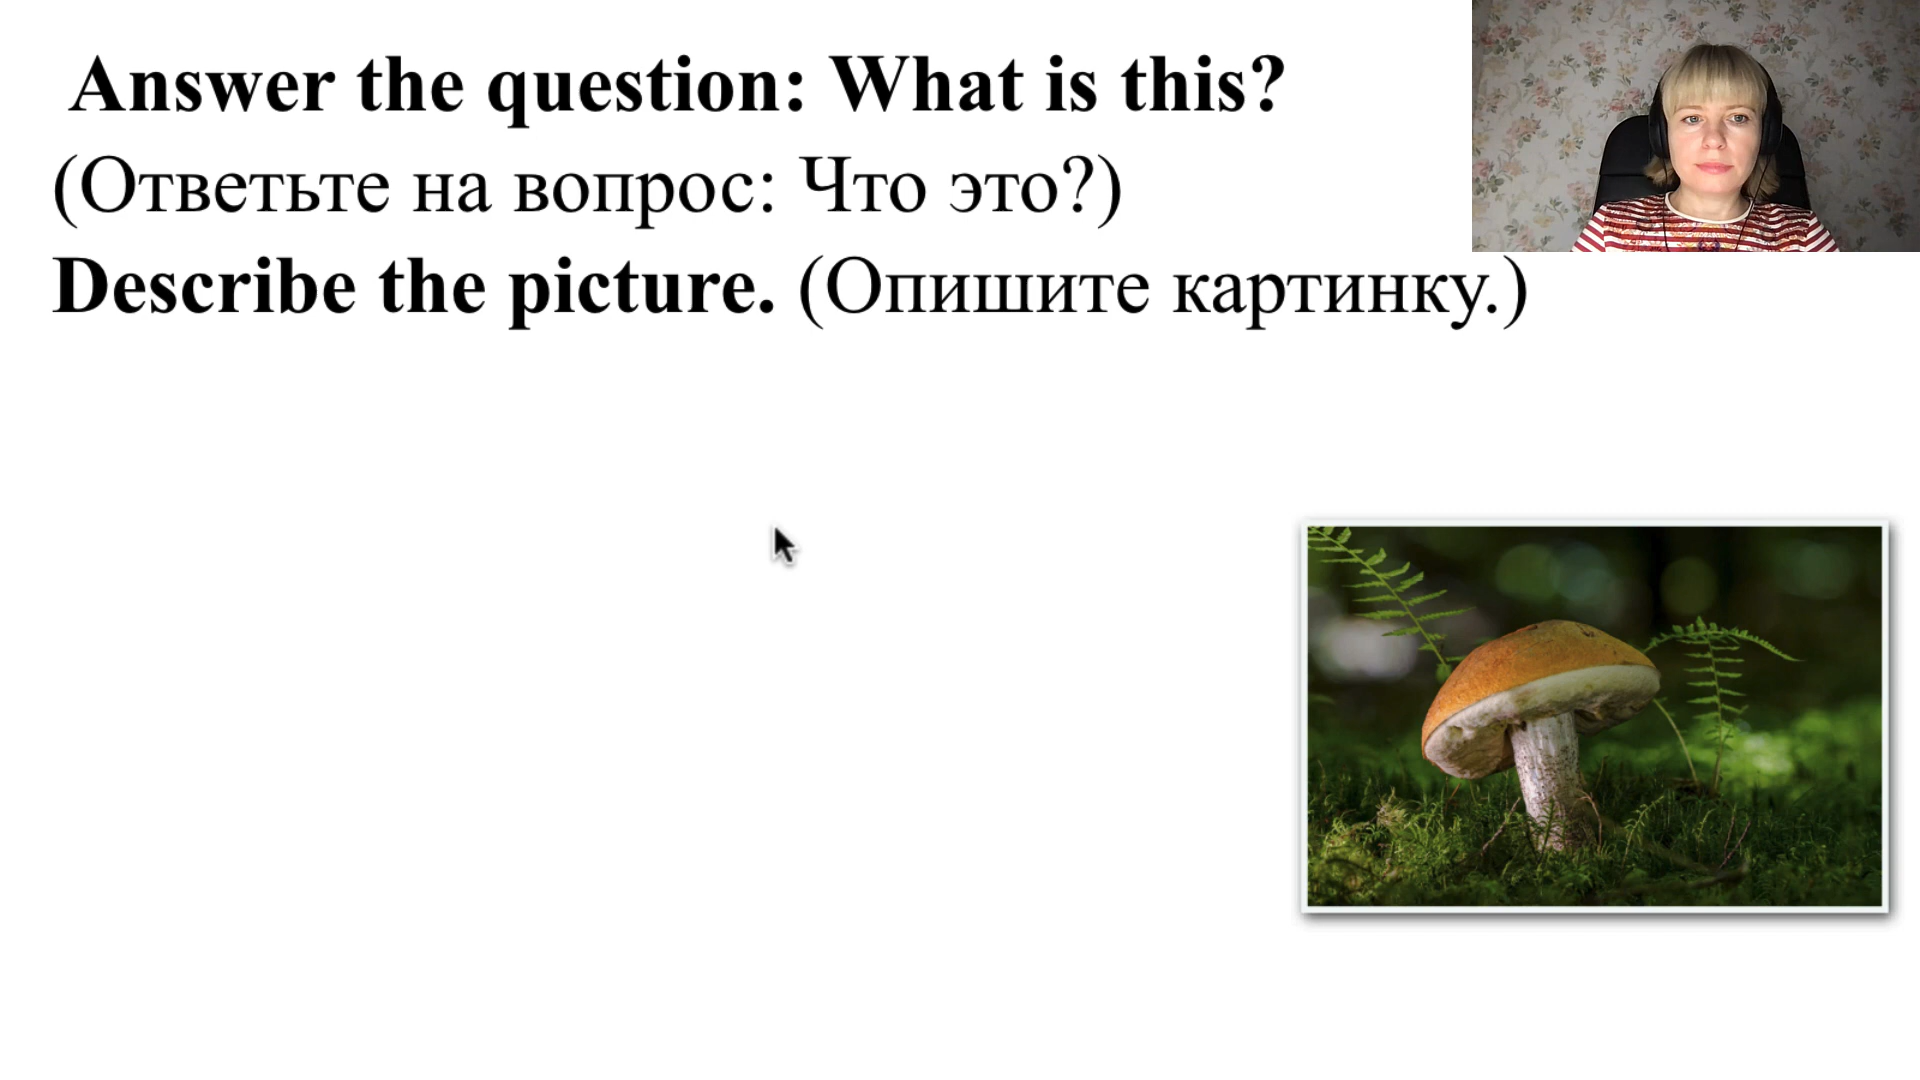 Answer the question: What is this?
(Ответьте на вопрос: Что это?)
Describe the picture. (Опишите картинку.)